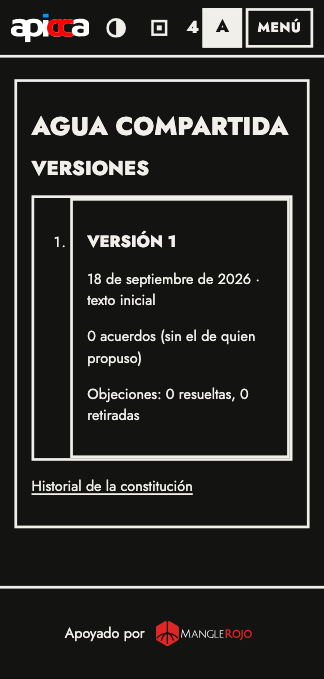 apicca
4
A
MENÚ
AGUA COMPARTIDA
VERSIONES
1.
VERSIÓN 1
18 de septiembre de 2026 ·
texto inicial
0 acuerdos (sin el de quien
propuso)
Objeciones: 0 resueltas, 0
retiradas
Historial de la constitución
Apoyado por
MANGLEROJO